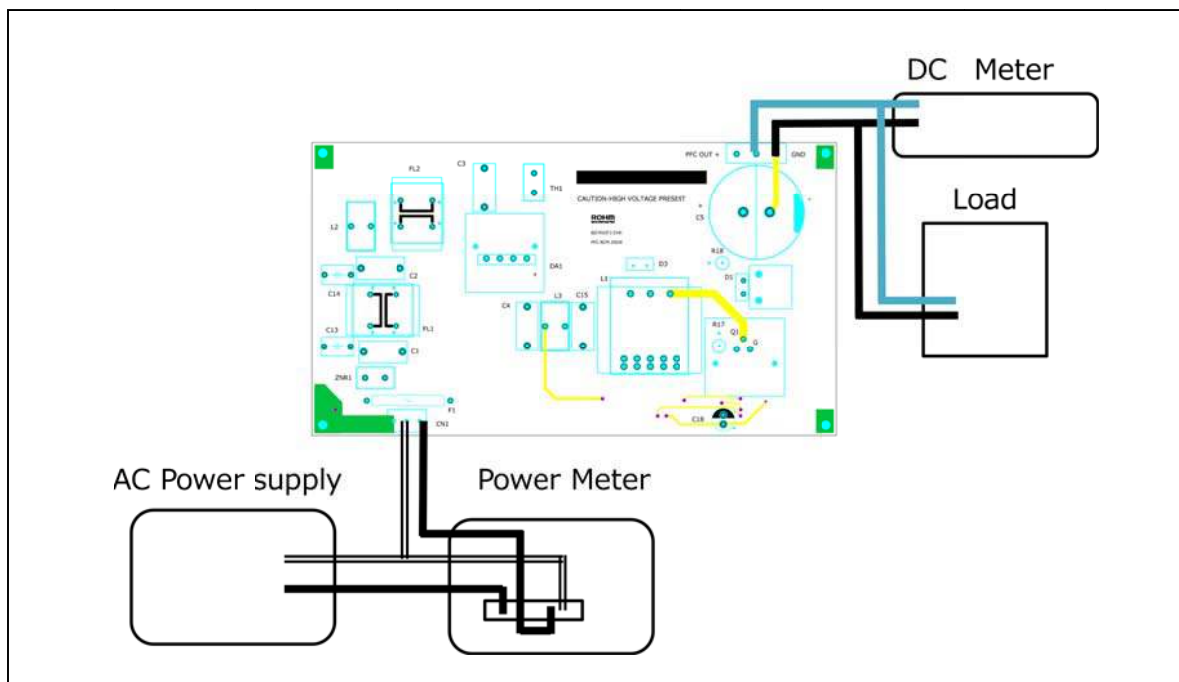 DC Meter
PFC OUT +
GND
FL2
C3
TH1
CAUTION-HIGH VOLTAGE PRESENT
C5
Load
ROHM
L2
R18
DA1
D3
D1
C2
L1
C14
C4
L3
C15
R17
Q1
G
C13
FL1
C1
ZNR1
F1
C18
CN1
AC Power supply
Power Meter